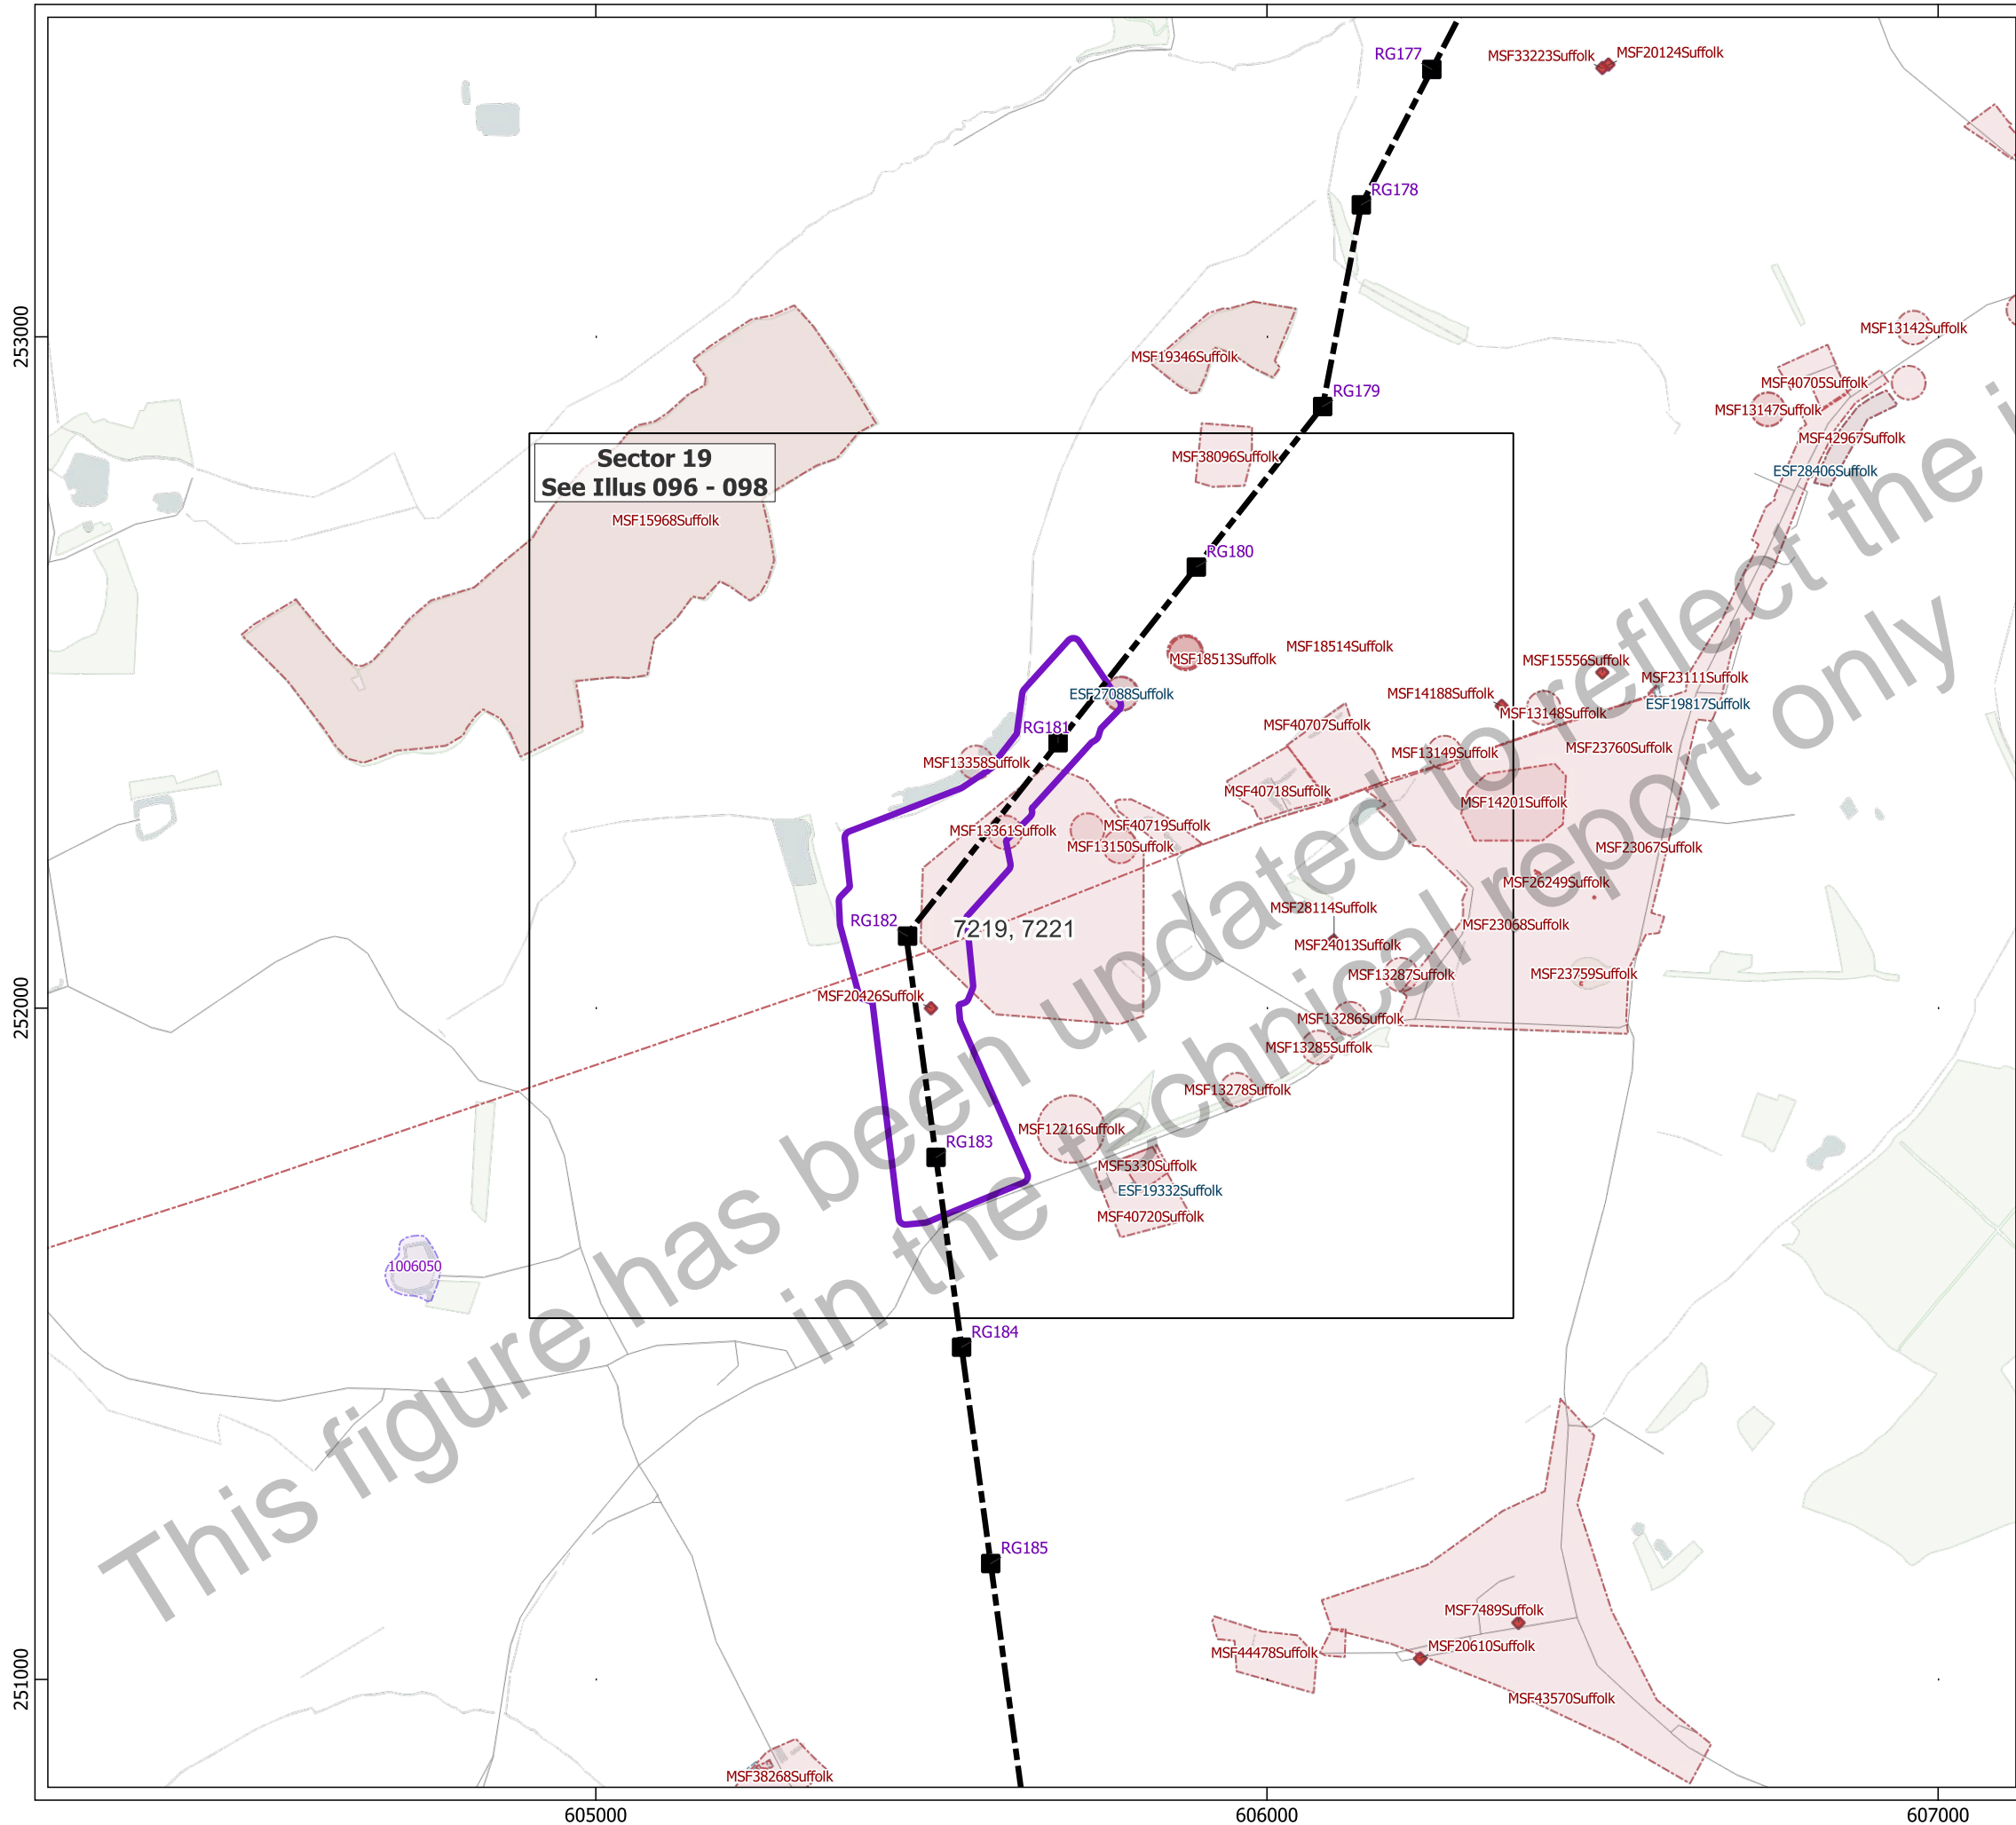 RG177
MSF33223Suffolk
MSF20124Suffolk
RG178
253000
MSF13142Suffolk
MSF19346Suffolk
MSF40705Suffolk
RG179
MSF13147Suffolk
MSF42967Suffolk
Sector 19
See Illus 096 - 098
MSF38096Suffolk
ESF28406Suffolk
MSF15968Suffolk
RG180
MSF18514Suffolk
MSF18513Suffolk
MSF15556Suffolk
MSF23111Suffolk
ESF27088Suffolk
MSF14188Suffolk
ESF19817Suffolk
MSF13148Suffolk
RG181
MSF40707Suffolk
MSF23760Suffolk
MSF13149Suffolk
MSF13358Suffolk
MSF40718Suffolk
MSF14201Suffolk
MSF13361Suffolk
MSF40719Suffolk
MSF13150Suffolk
MSF23067Suffolk
MSF26249Suffolk
MSF28114Suffolk
RG182
7219, 7221
MSF23068Suffolk
MSF24013Suffolk
MSF13287Suffolk
MSF23759Suffolk
MSF20426Suffolk
252000
MSF13286Suffolk
MSF13285Suffolk
MSF13278Suffolk
MSF12216Suffolk
RG183
MSF5330Suffolk
ESF19332Suffolk
MSF40720Suffolk
1006050
RG184
RG185
MSF7489Suffolk
MSF20610Suffolk
MSF44478Suffolk
251000
MSF43570Suffolk
MSF38268Suffolk
605000
606000
607000
This figure has been updated to reflect the i
in the technical report only